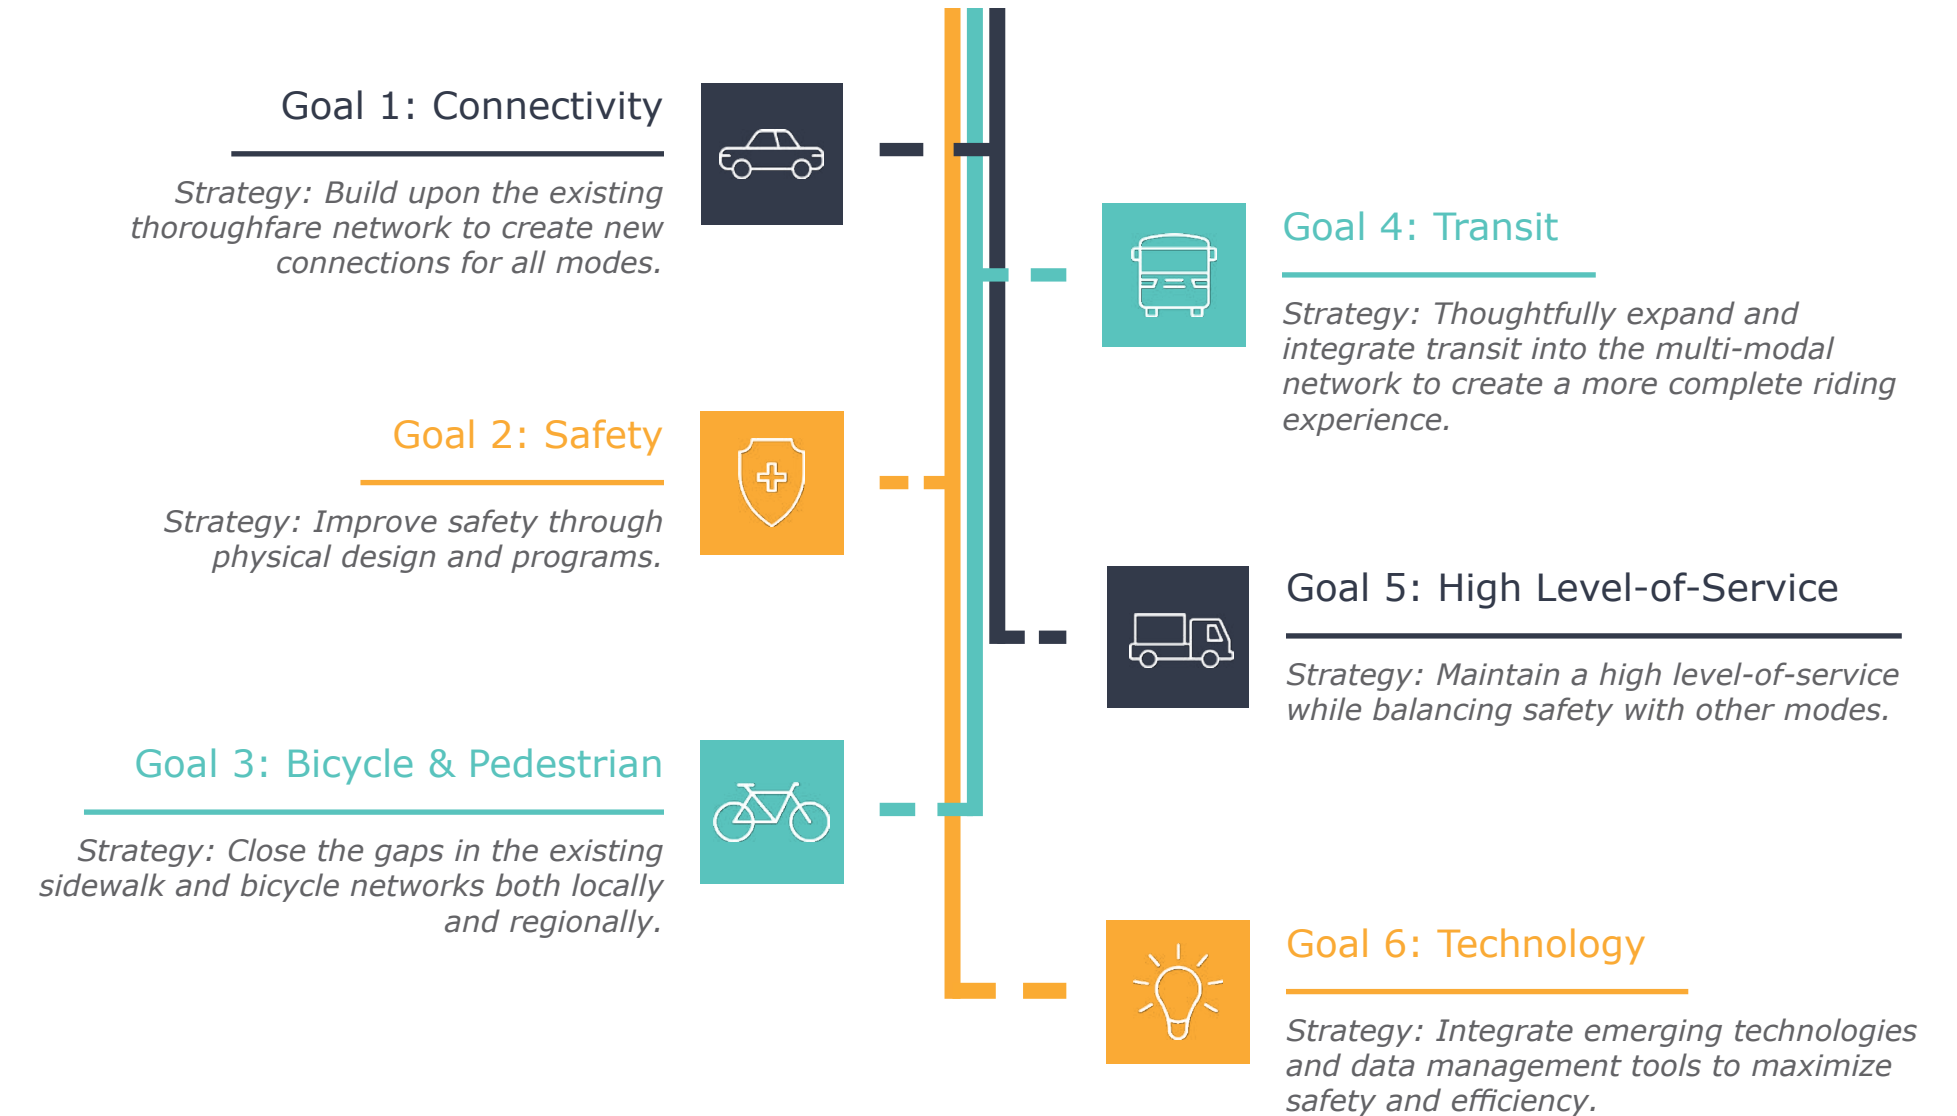 Goal 1: Connectivity
Strategy: Build upon the existing
thoroughfare network to create new
connections for all modes.
Goal 2: Safety
Strategy: Improve safety through
physical design and programs.
Goal 3: Bicycle & Pedestrian
Strategy: Close the gaps in the existing
sidewalk and bicycle networks both locally
and regionally.
Goal 4: Transit
Strategy: Thoughtfully expand and
integrate transit into the multi-modal
network to create a more complete riding
experience.
Goal 5: High Level-of-Service
Strategy: Maintain a high level-of-service
while balancing safety with other modes.
Goal 6: Technology
Strategy: Integrate emerging technologies
and data management tools to maximize
safety and efficiency.